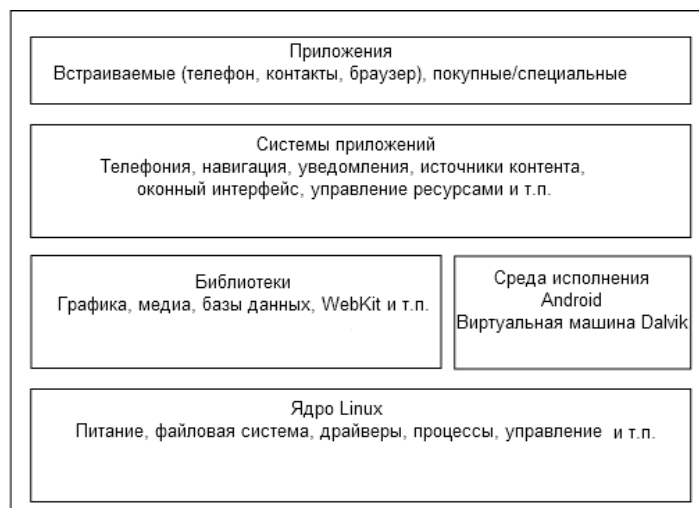 Приложения
Встраиваемые (телефон, контакты, браузер), покупные/специальные
Системы приложений
Телефония, навигация, уведомления, источники контента,
оконный интерфейс, управление ресурсами и т.п.
Библиотеки
Графика, медиа, базы данных, WebKit и т.п.
Среда исполнения
Android
Виртуальная машина Dalvik
Ядро Linux
Питание, файловая система, драйверы, процессы, управление и т.п.